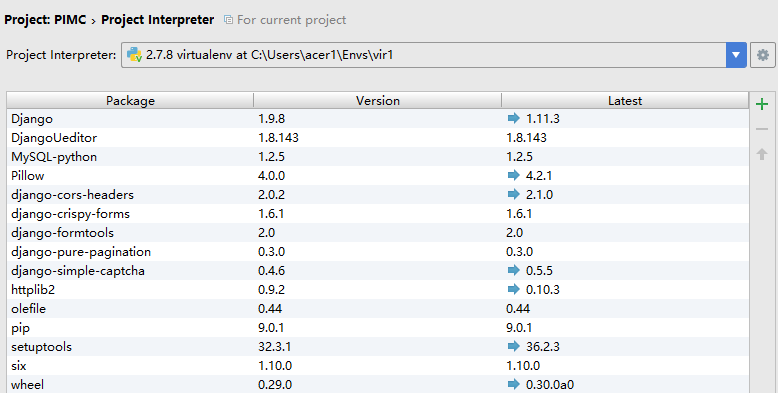 Project: PIMC › Project Interpreter For current project
Project Interpreter: 2.7.8 virtualenv at C:\Users\acer1\Envs\vir1
Package Version Latest
Django 1.9.8 1.11.3
DjangoUeditor 1.8.143 1.8.143
MySQL-python 1.2.5 1.2.5
Pillow 4.0.0 4.2.1
django-cors-headers 2.0.2 2.1.0
django-crispy-forms 1.6.1 1.6.1
django-formtools 2.0 2.0
django-pure-pagination 0.3.0 0.3.0
django-simple-captcha 0.4.6 0.5.5
httplib2 0.9.2 0.10.3
olefile 0.44 0.44
pip 9.0.1 9.0.1
setuptools 32.3.1 36.2.3
six 1.10.0 1.10.0
wheel 0.29.0 0.30.0a0